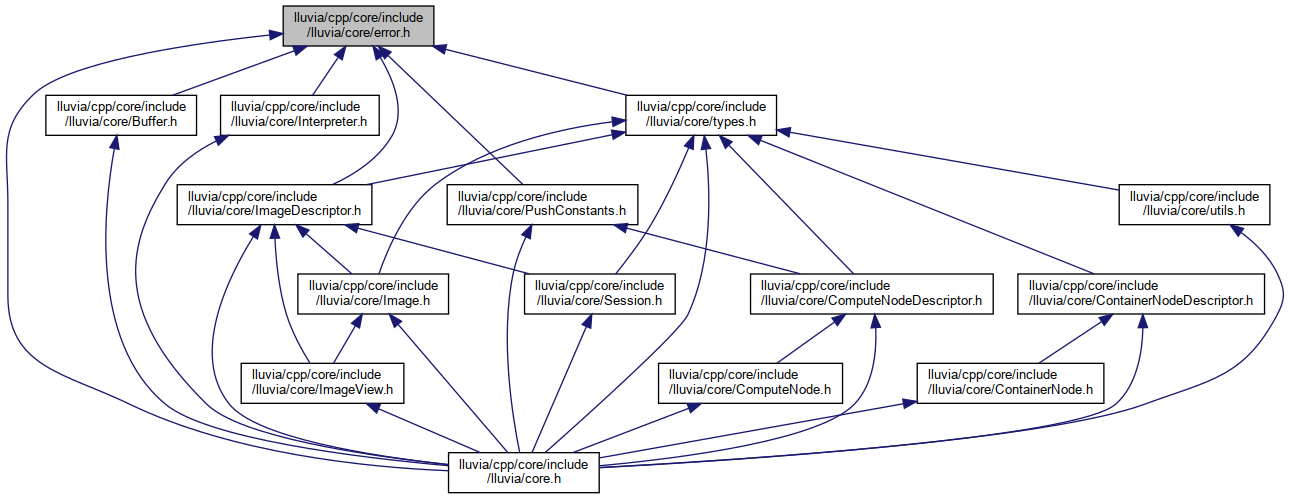 lluvia/cpp/core/include
/lluvia/core/error.h
lluvia/cpp/core/include
/lluvia/core/Buffer.h
lluvia/cpp/core/include
/lluvia/core/Interpreter.h
lluvia/cpp/core/include
/lluvia/core/types.h
lluvia/cpp/core/include
/lluvia/core/ImageDescriptor.h
lluvia/cpp/core/include
/lluvia/core/PushConstants.h
lluvia/cpp/core/include
/lluvia/core/utils.h
lluvia/cpp/core/include
/lluvia/core/Image.h
lluvia/cpp/core/include
/lluvia/core/Session.h
lluvia/cpp/core/include
/lluvia/core/ComputeNodeDescriptor.h
lluvia/cpp/core/include
/lluvia/core/ContainerNodeDescriptor.h
lluvia/cpp/core/include
/lluvia/core/ImageView.h
lluvia/cpp/core/include
/lluvia/core/ComputeNode.h
lluvia/cpp/core/include
/lluvia/core/ContainerNode.h
lluvia/cpp/core/include
/lluvia/core.h